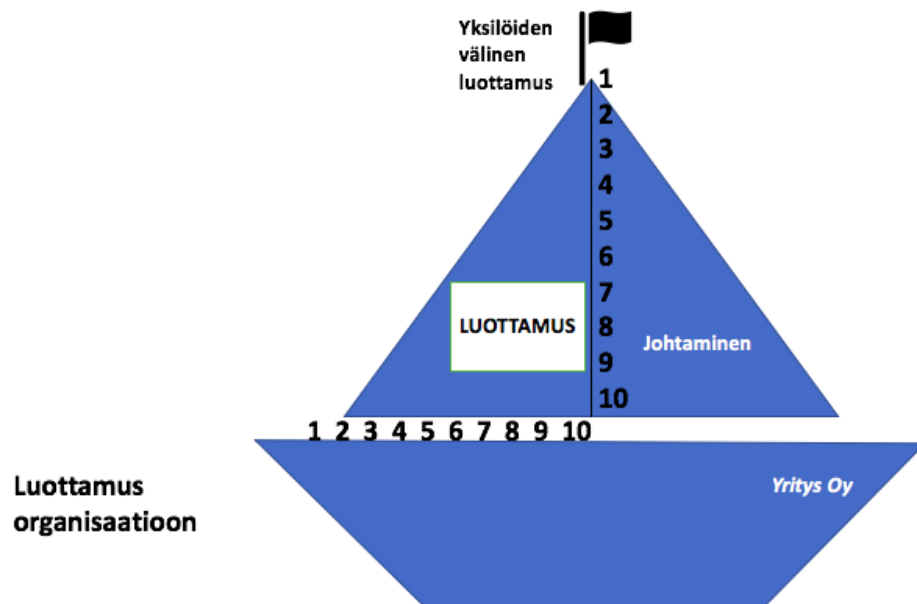 Yksilöiden
välinen
luottamus
1
2
3
4
5
6
7
LUOTTAMUS
8
Johtaminen
9
10
1 2 3 4 5 6 7 8 9 10
Luottamus
organisaatioon
Yritys Oy